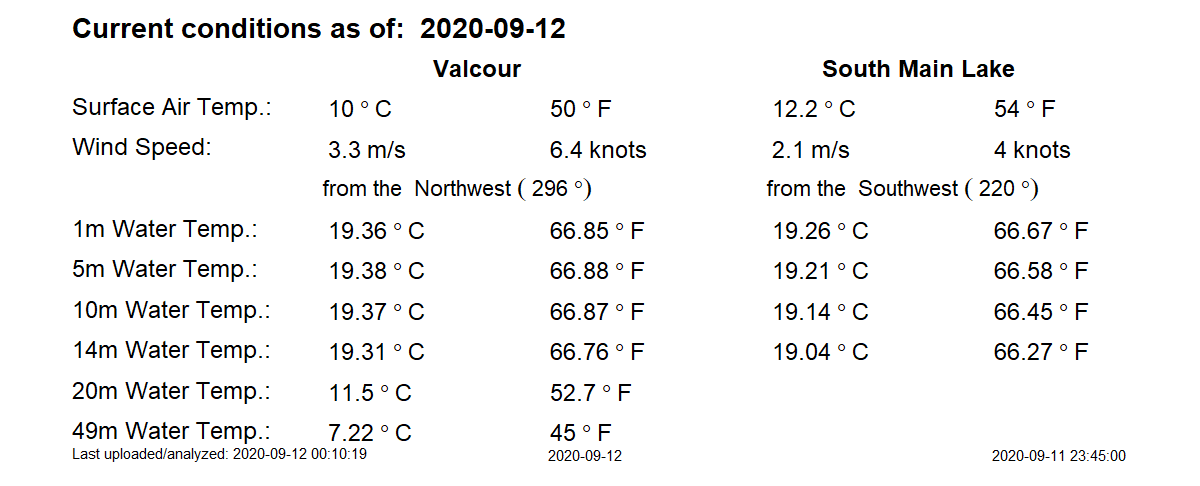 Current conditions as of:  2020-09-12
Valcour South Main Lake
Surface Air Temp.: 10 ° C 50 ° F 12.2 ° C 54 ° F
Wind Speed: 3.3 m/s 6.4 knots 2.1 m/s 4 knots
from the  Northwest ( 296 °) from the  Southwest ( 220 °)
1m Water Temp.: 19.36 ° C 66.85 ° F 19.26 ° C 66.67 ° F
5m Water Temp.: 19.38 ° C 66.88 ° F 19.21 ° C 66.58 ° F
10m Water Temp.: 19.37 ° C 66.87 ° F 19.14 ° C 66.45 ° F
14m Water Temp.: 19.31 ° C 66.76 ° F 19.04 ° C 66.27 ° F
20m Water Temp.: 11.5 ° C 52.7 ° F
49m Water Temp.: 7.22 ° C 45 ° F
Last uploaded/analyzed: 2020-09-12 00:10:19 2020-09-12 2020-09-11 23:45:00